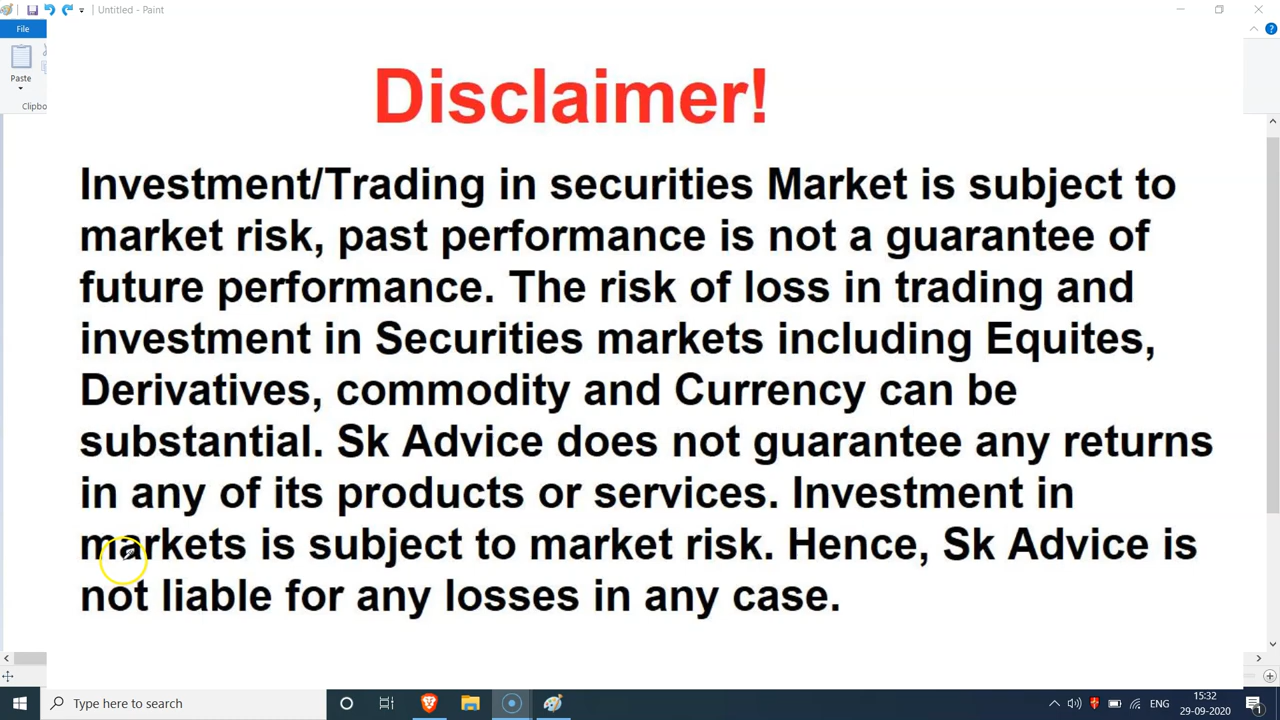 Untitled - Paint
File
Paste
Clipbo
Disclaimer!
Investment/Trading in securities Market is subject to
market risk, past performance is not a guarantee of
future performance. The risk of loss in trading and
investment in Securities markets including Equites,
Derivatives, commodity and Currency can be
substantial. Sk Advice does not guarantee any returns
in any of its products or services. Investment in
markets is subject to market risk. Hence, Sk Advice is
not liable for any losses in any case.
Type here to search
ENG
15:32
29-09-2020
1